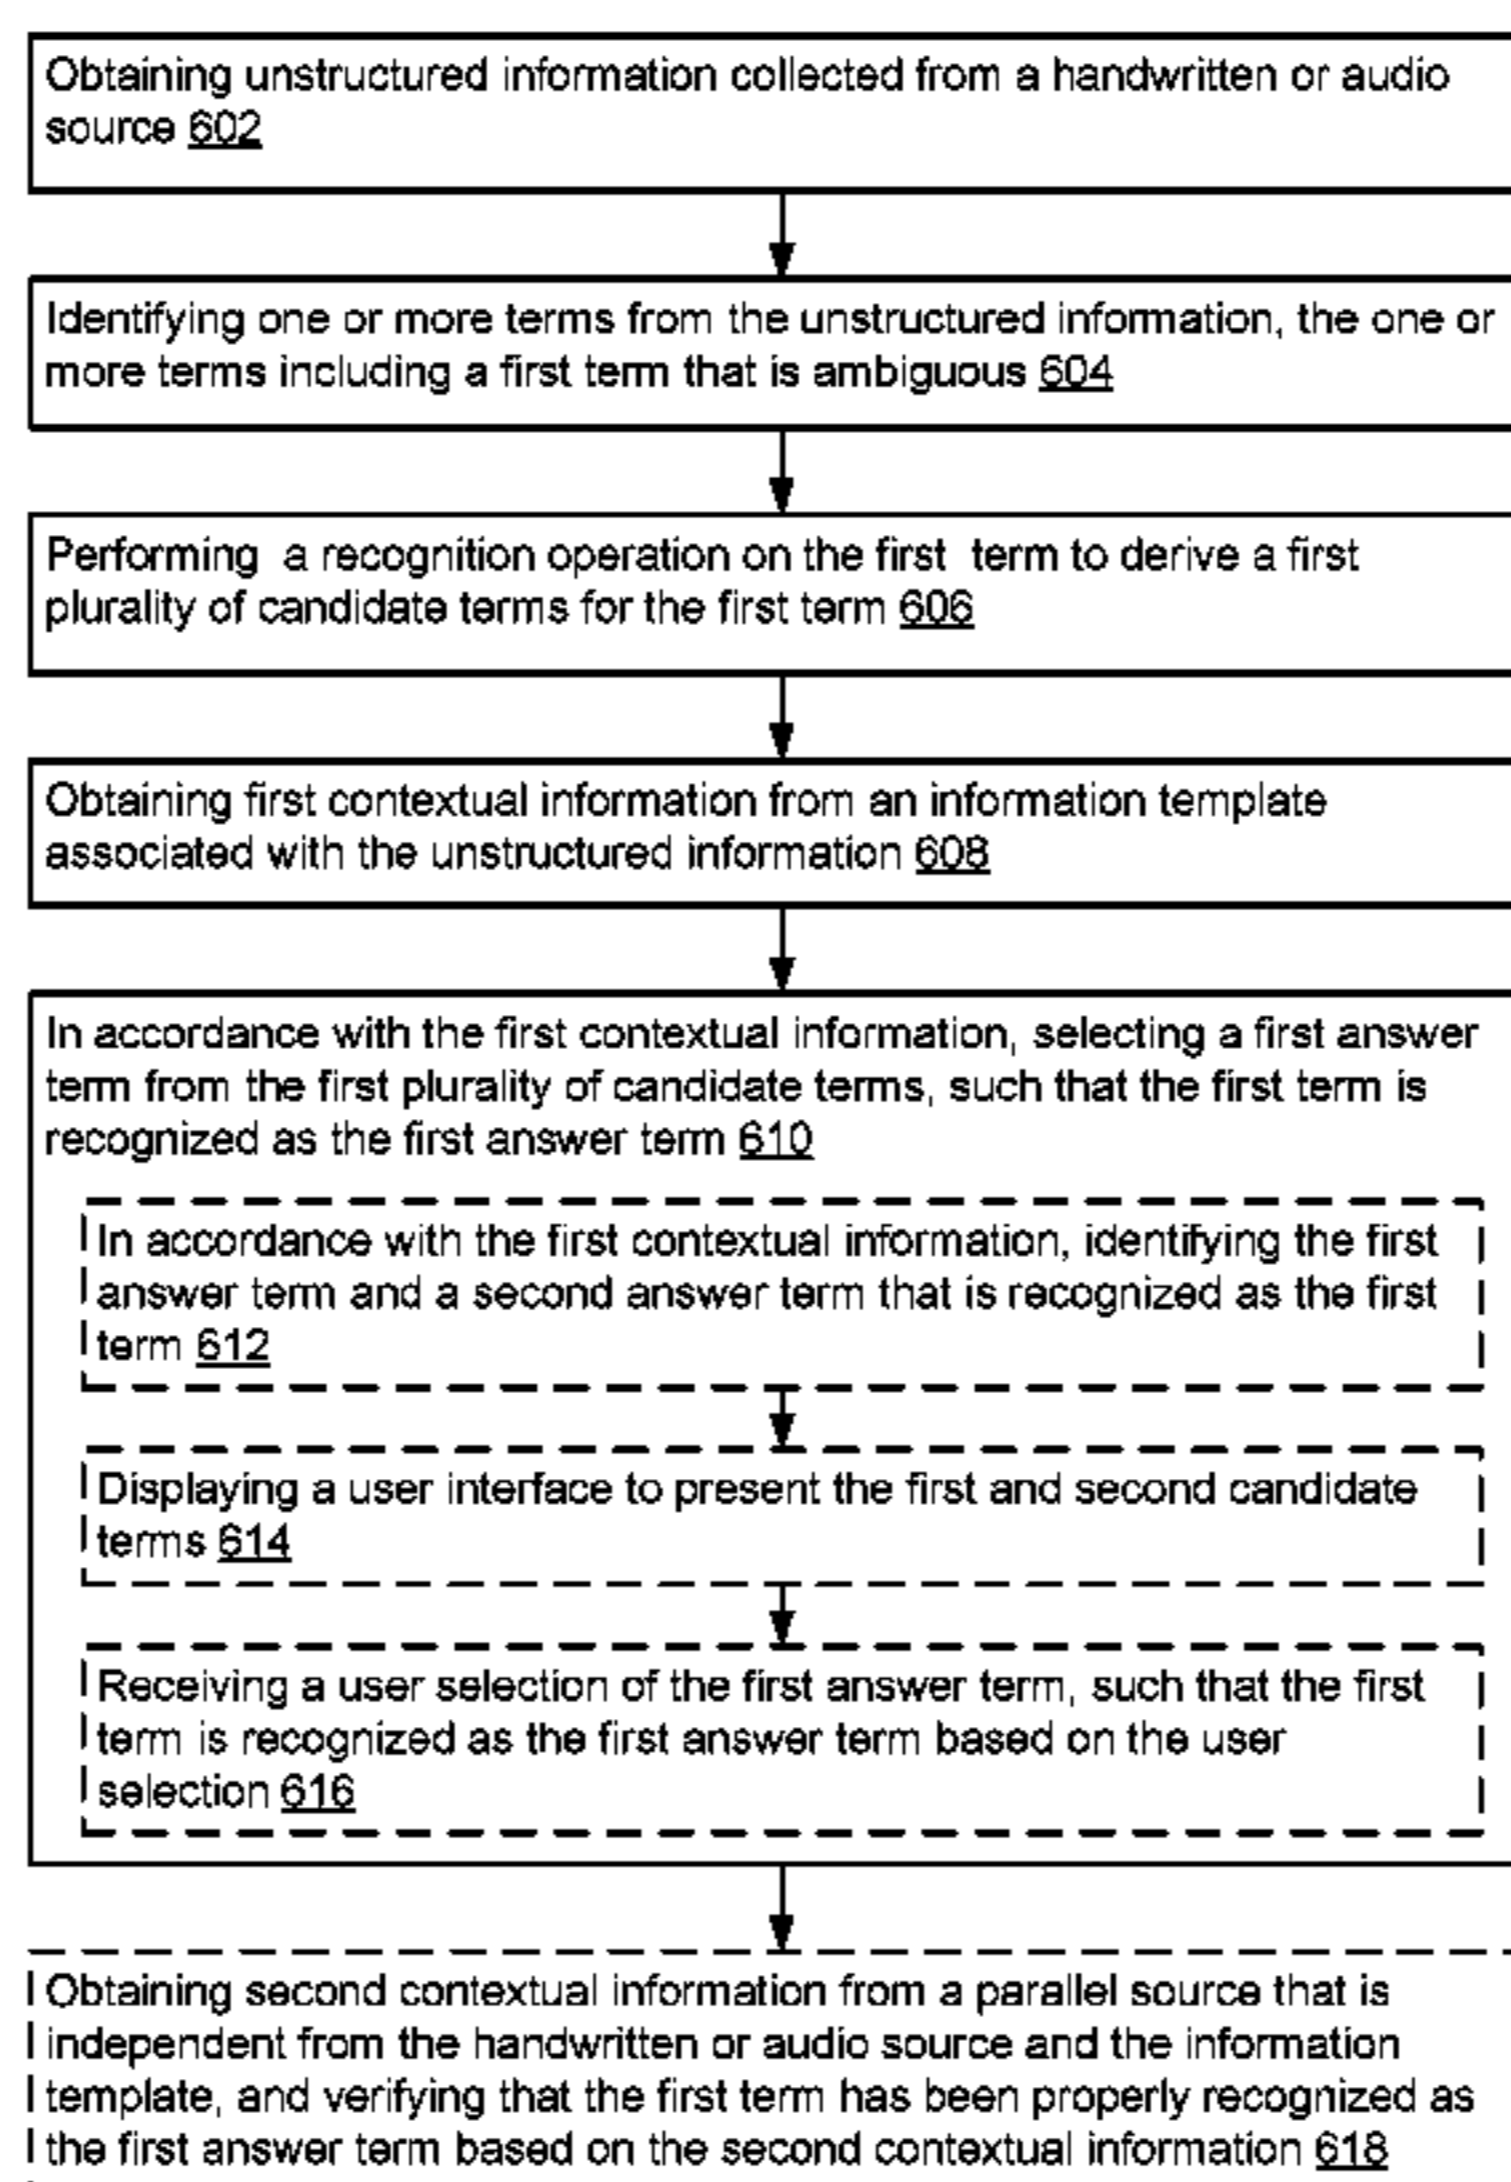 Obtaining unstructured information collected from a handwritten or audio
source 602
Identifying one or more terms from the unstructured information, the one or
more terms including a first term that is ambiguous 604
Performing a recognition operation on the first term to derive a first
plurality of candidate terms for the first term 606
Obtaining first contextual information from an information template
associated with the unstructured information 608
In accordance with the first contextual information, selecting a first answer
term from the first plurality of candidate terms, such that the first term is
recognized as the first answer term 610
In accordance with the first contextual information, identifying the first
answer term and a second answer term that is recognized as the first
term 612
Displaying a user interface to present the first and second candidate
terms 614
Receiving a user selection of the first answer term, such that the first
term is recognized as the first answer term based on the user
selection 616
Obtaining second contextual information from a parallel source that is
independent from the handwritten or audio source and the information
template, and verifying that the first term has been properly recognized as
the first answer term based on the second contextual information 618